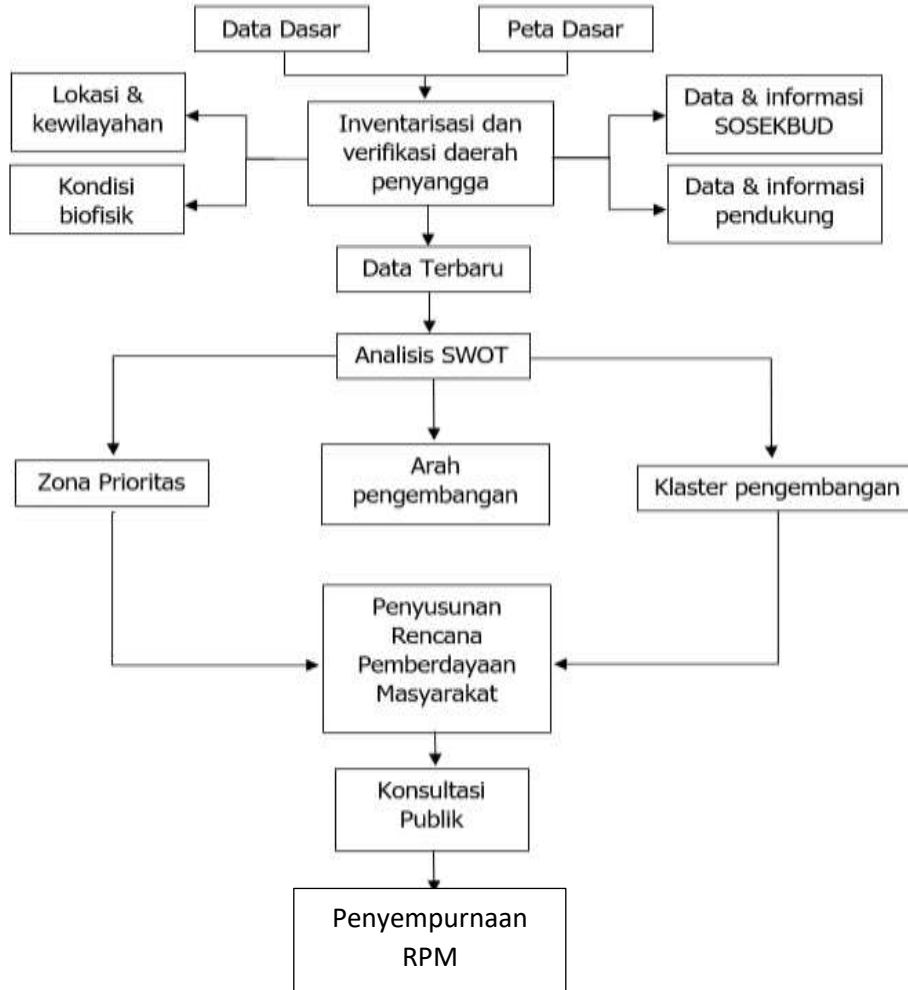 Data Dasar
Peta Dasar
Lokasi &
kewilayahan
Inventarisasi dan
verifikasi daerah
penyangga
Data & informasi
SOSEKBUD
Kondisi
biofisik
Data & informasi
pendukung
Data Terbaru
Analisis SWOT
Zona Prioritas
Arah
pengembangan
Klaster pengembangan
Penyusunan
Rencana
Pemberdayaan
Masyarakat
Konsultasi
Publik
Penyempurnaan
RPM